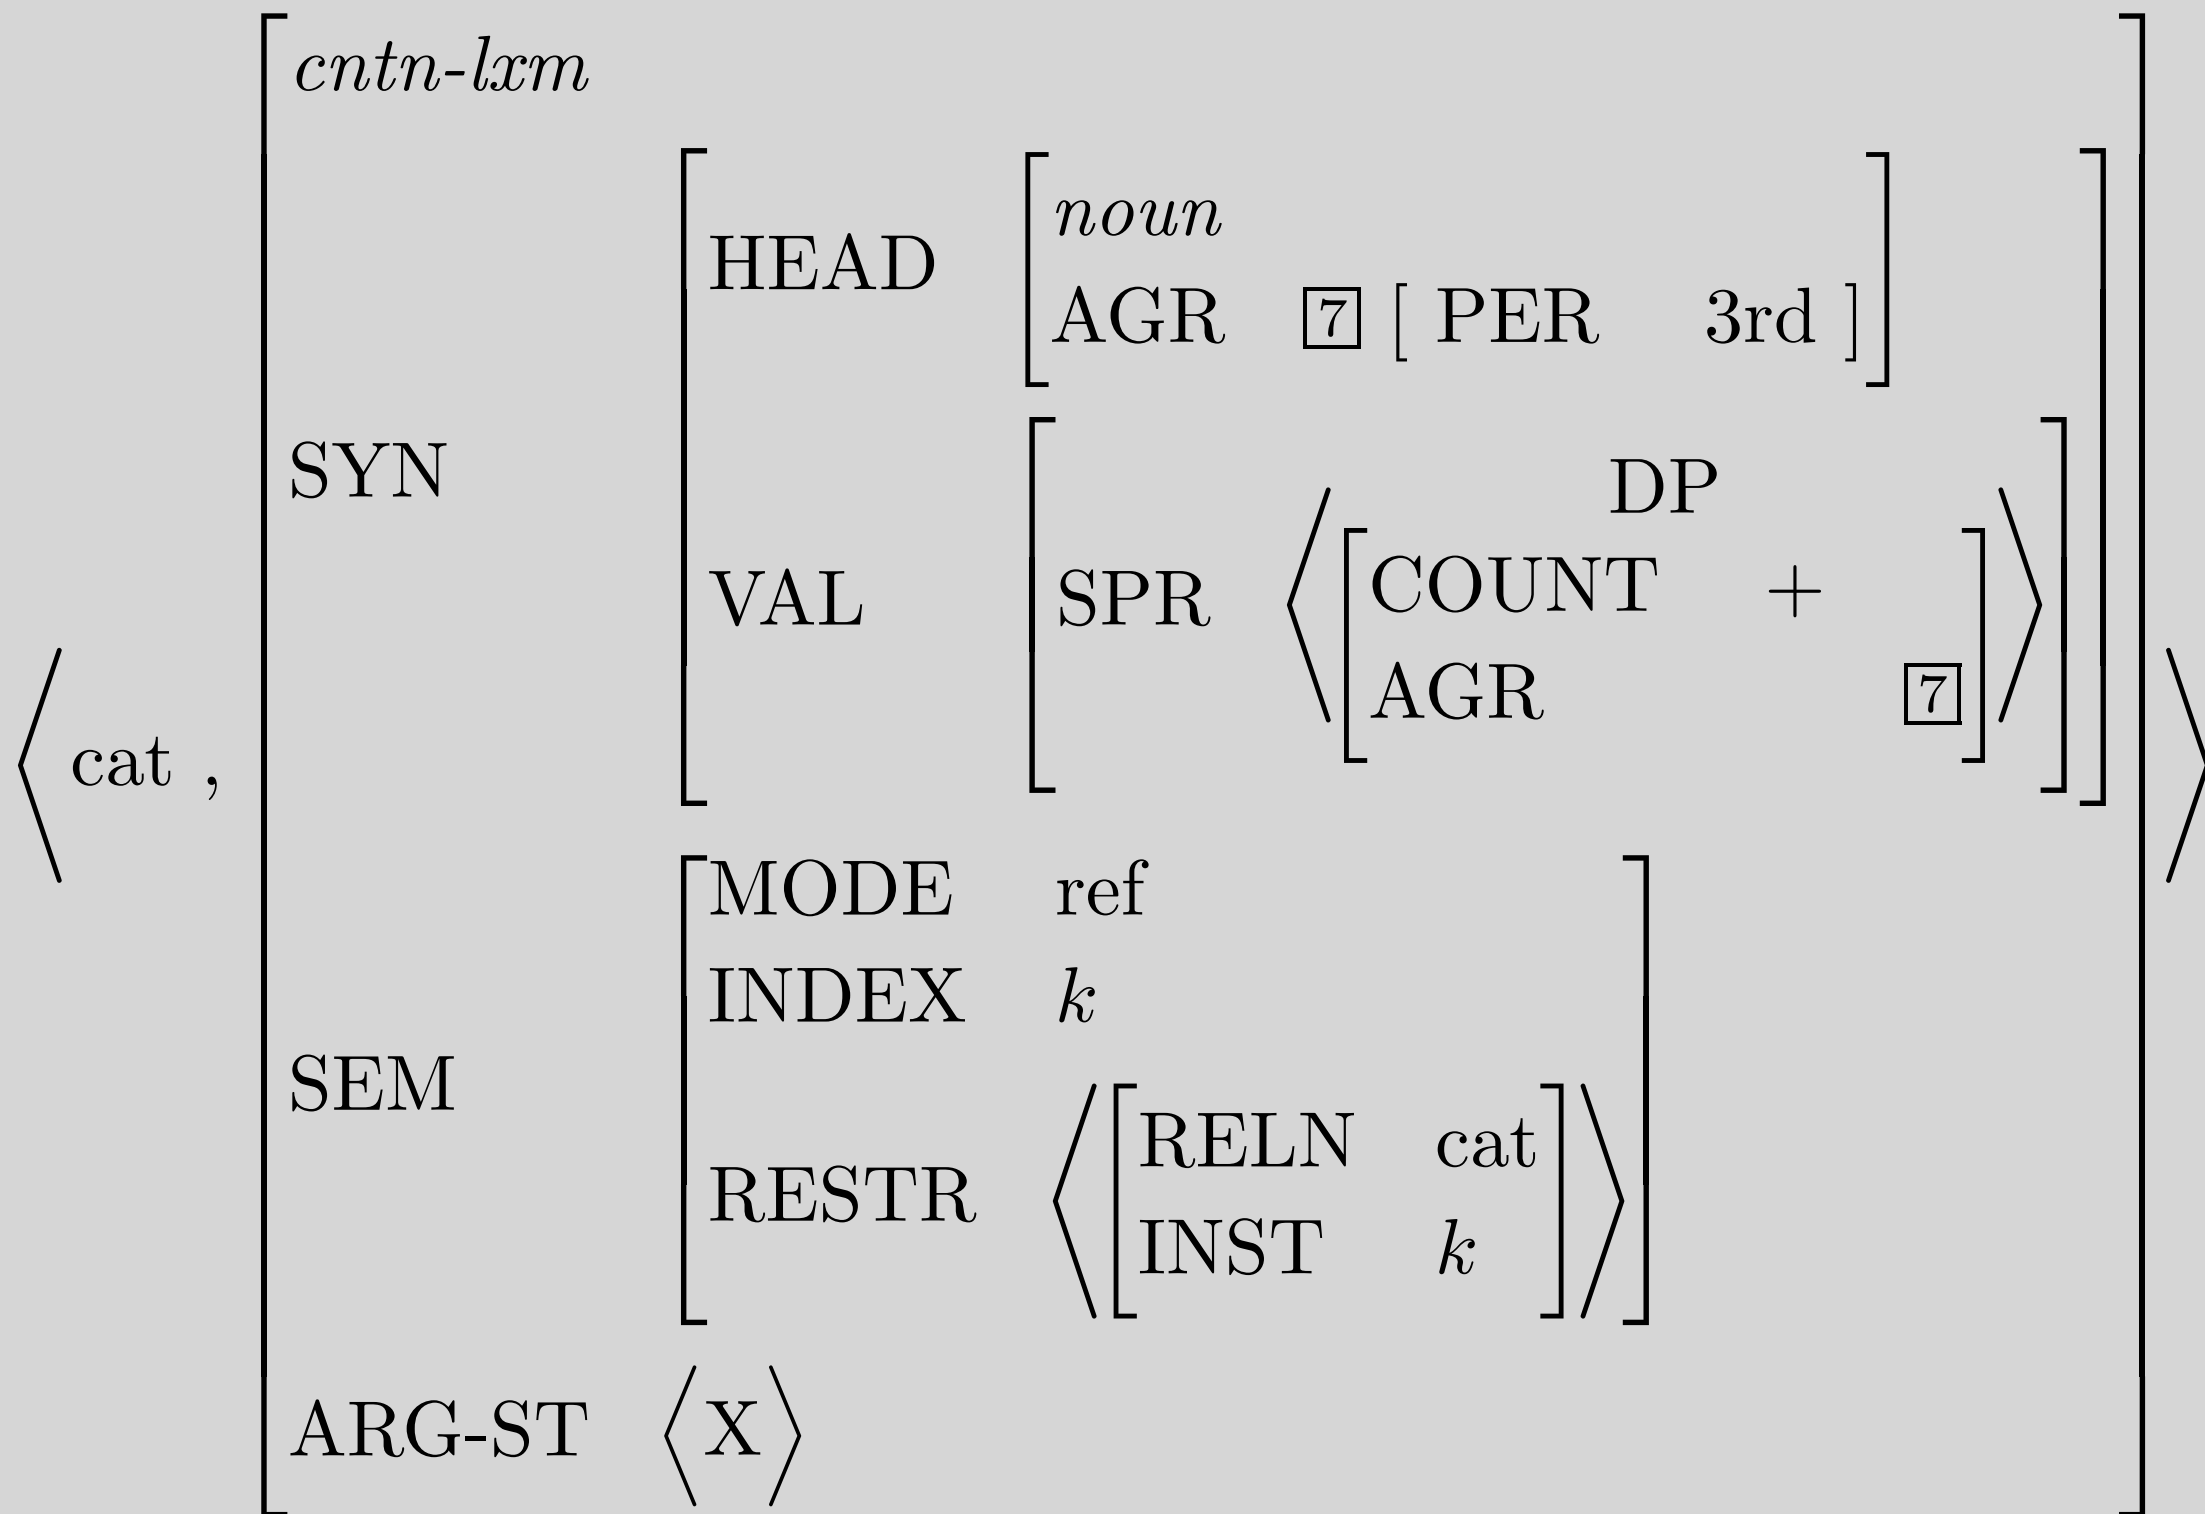 cntn-lxm
noun
HEAD
AGR 7 [ PER 3rd ]
SYN
DP
VAL SPR ⟨ COUNT + ⟩
AGR 7
⟨ cat ,
MODE ref
INDEX k
SEM
RELN cat
RESTR
INST k
ARG-ST ⟨X⟩